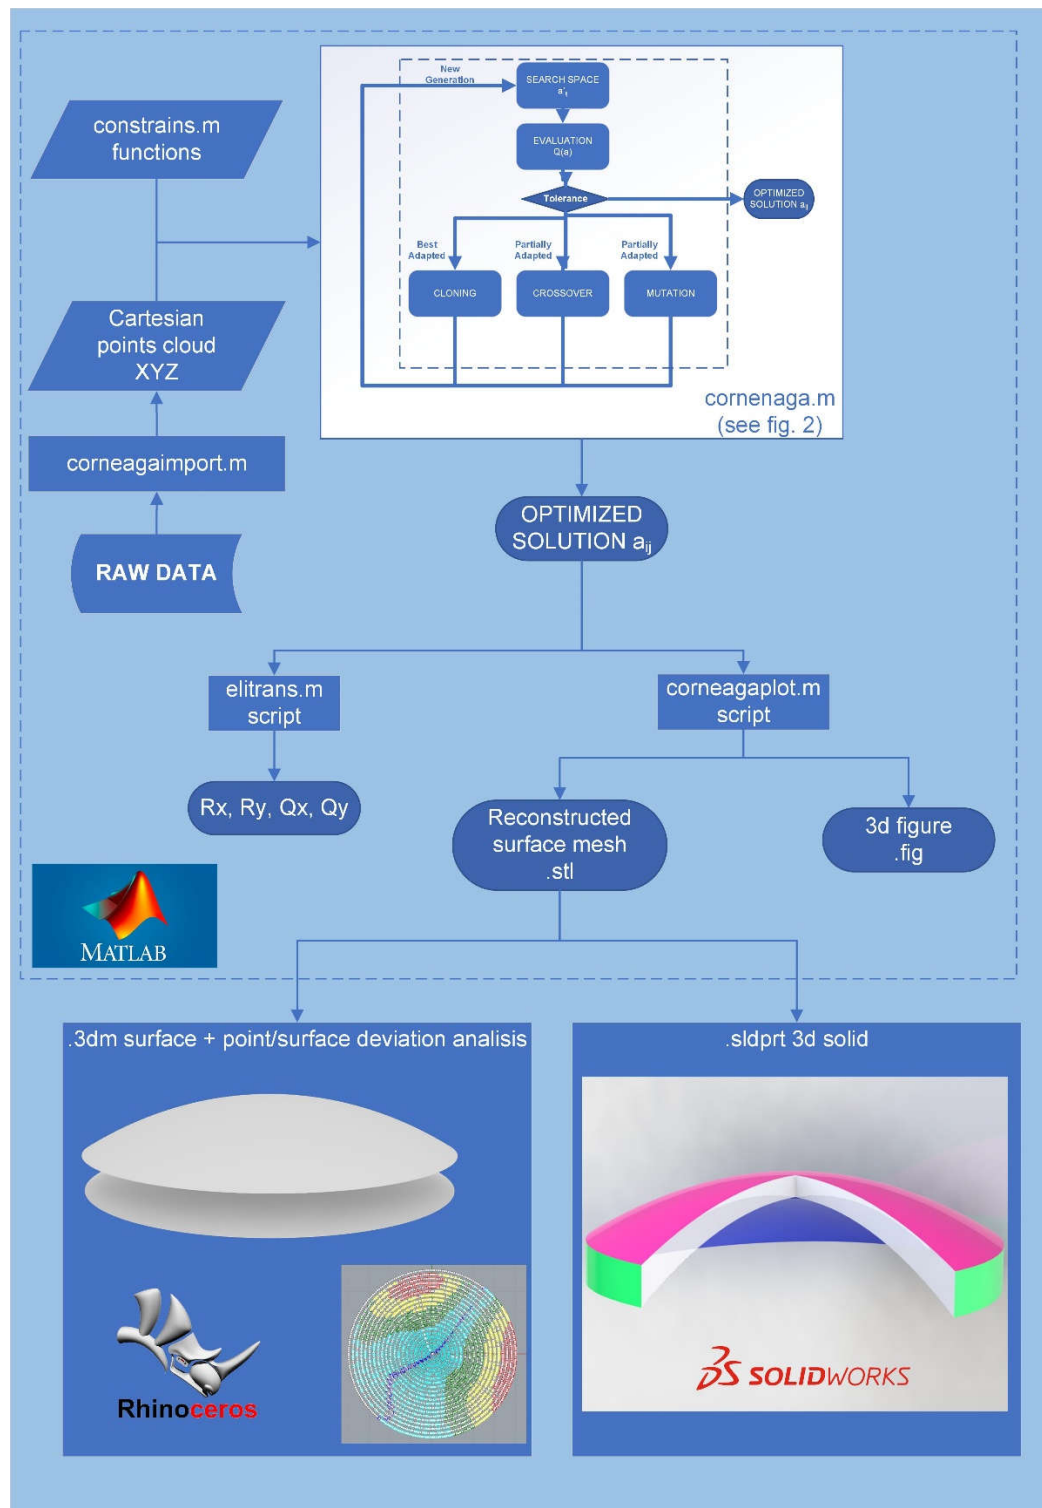 New
Generation
SEARCH SPACE
a'ij
EVALUATION
Q(a)
Tolerance
OPTIMIZED
SOLUTION aij
Best
Adapted
Partially
Adapted
Partially
Adapted
CLONING
CROSSOVER
MUTATION
cornenaga.m
(see fig. 2)
constrains.m
functions
Cartesian
points cloud
XYZ
corneagaimport.m
RAW DATA
OPTIMIZED
SOLUTION aij
elitrans.m
script
corneagaplot.m
script
Rx, Ry, Qx, Qy
Reconstructed
surface mesh
.stl
3d figure
.fig
MATLAB
.3dm surface + point/surface deviation analisis
Rhinoceros
.sldprt 3d solid
SOLIDWORKS